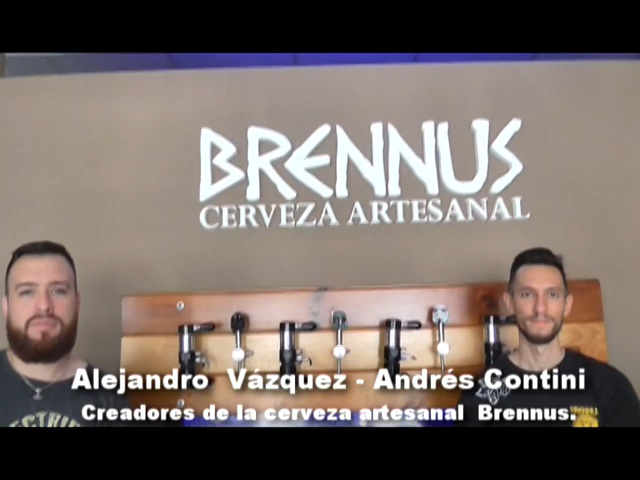 BRENNUS
CERVEZA ARTESANAL
Alejandro Vázquez - Andrés Contini
Creadores de la cerveza artesanal Brennus.